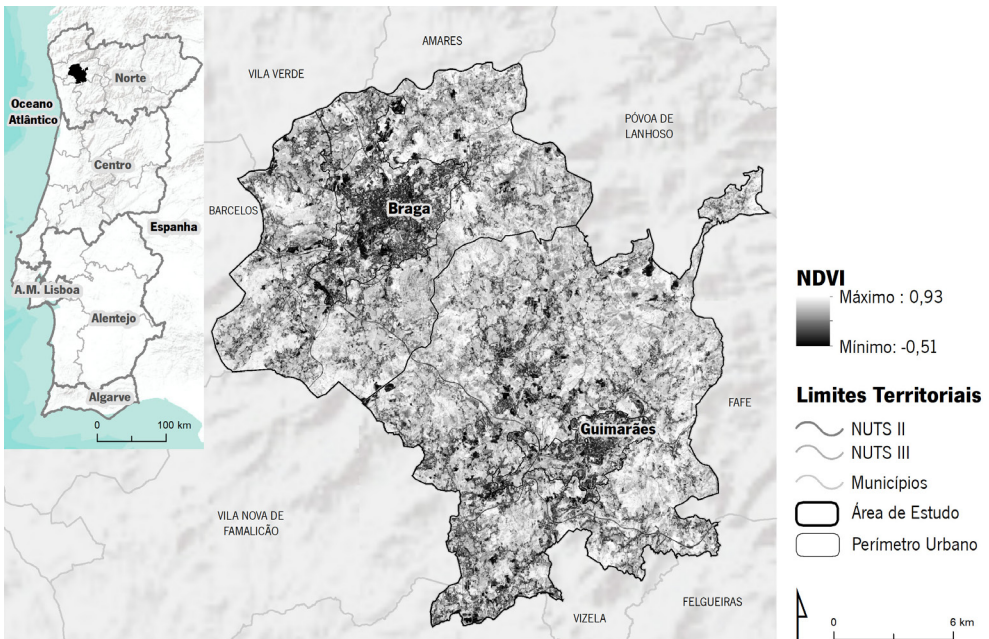 Norte
Oceano
Atlântico
Centro
Espanha
A.M. Lisboa
Alentejo
Algarve
0 100 km
AMARES
VILA VERDE
PÓVOA DE
LANHOSO
BARCELOS
Braga
FAFE
Guimarães
VILA NOVA DE
FAMALICÃO
FELGUEIRAS
VIZELA
NDVI
Máximo : 0,93
Mínimo: -0,51
Limites Territoriais
NUTS II
NUTS III
Municípios
Área de Estudo
Perímetro Urbano
0 6 km